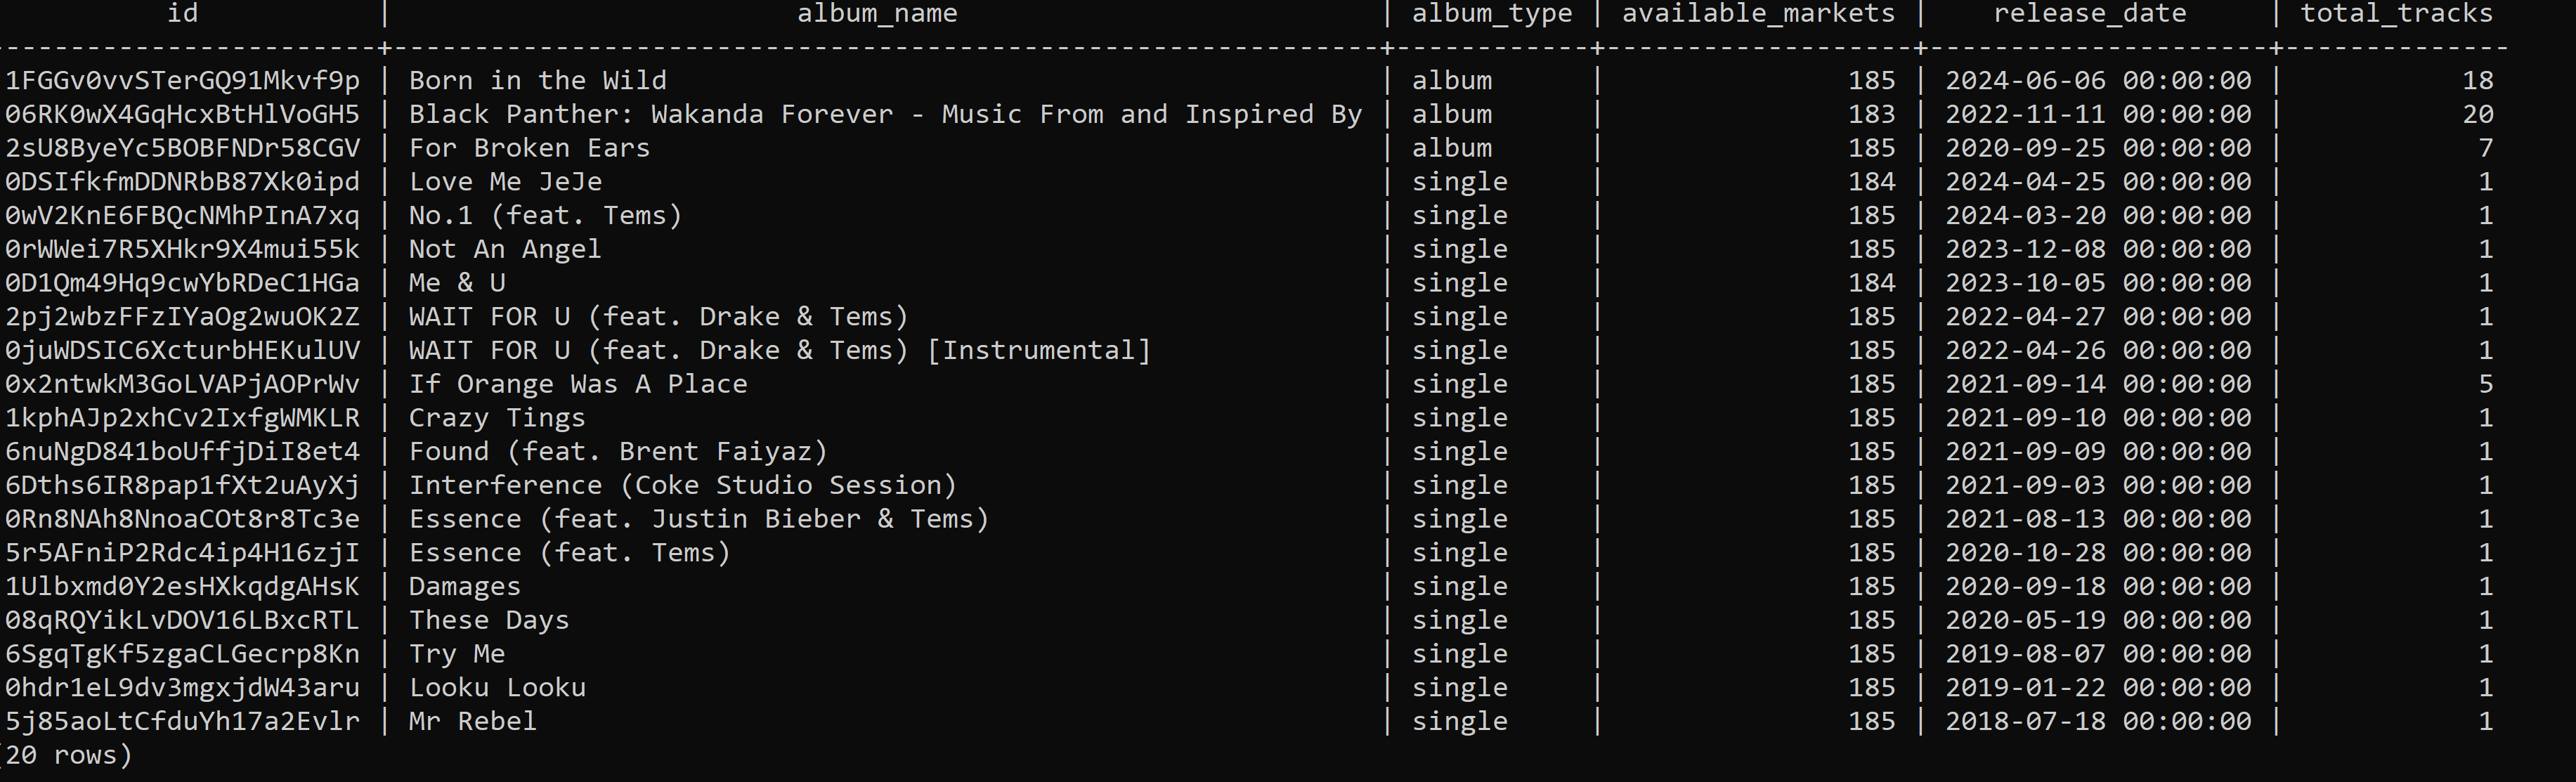 id | album_name | album_type | available_markets | release_date | total_tracks
------------------------+--------------------------------------------------------------+------------+-------------------+---------------------+--------------
1FGGv0vvSTerGQ91Mkvf9p | Born in the Wild | album | 185 | 2024-06-06 00:00:00 | 18
06RK0wX4GqHcxBtHlVoGH5 | Black Panther: Wakanda Forever - Music From and Inspired By | album | 183 | 2022-11-11 00:00:00 | 20
2sU8ByeYc5BOBFNDr58CGV | For Broken Ears | album | 185 | 2020-09-25 00:00:00 | 7
0DSIfkfmDDNRbB87Xk0ipd | Love Me JeJe | single | 184 | 2024-04-25 00:00:00 | 1
0wV2KnE6FBQcNMhPInA7xq | No.1 (feat. Tems) | single | 185 | 2024-03-20 00:00:00 | 1
0rWWei7R5XHkr9X4mui55k | Not An Angel | single | 185 | 2023-12-08 00:00:00 | 1
0D1Qm49Hq9cwYbRDeC1HGa | Me & U | single | 184 | 2023-10-05 00:00:00 | 1
2pj2wbzFFzIYaOg2wuOK2Z | WAIT FOR U (feat. Drake & Tems) | single | 185 | 2022-04-27 00:00:00 | 1
0juWDSIC6XcturbHEKulUV | WAIT FOR U (feat. Drake & Tems) [Instrumental] | single | 185 | 2022-04-26 00:00:00 | 1
0x2ntwkM3GoLVAPjAOPrWv | If Orange Was A Place | single | 185 | 2021-09-14 00:00:00 | 5
1kphAJp2xhCv2IxfgWMKLR | Crazy Tings | single | 185 | 2021-09-10 00:00:00 | 1
6nuNgD841boUffjDiI8et4 | Found (feat. Brent Faiyaz) | single | 185 | 2021-09-09 00:00:00 | 1
6Dths6IR8pap1fXt2uAyXj | Interference (Coke Studio Session) | single | 185 | 2021-09-03 00:00:00 | 1
0Rn8NAh8NnoaCOt8r8Tc3e | Essence (feat. Justin Bieber & Tems) | single | 185 | 2021-08-13 00:00:00 | 1
5r5AFniP2Rdc4ip4H16zjI | Essence (feat. Tems) | single | 185 | 2020-10-28 00:00:00 | 1
1Ulbxmd0Y2esHXkqdgAHsK | Damages | single | 185 | 2020-09-18 00:00:00 | 1
08qRQYikLvDOV16LBxcRTL | These Days | single | 185 | 2020-05-19 00:00:00 | 1
6SgqTgKf5zgaCLGecrp8Kn | Try Me | single | 185 | 2019-08-07 00:00:00 | 1
0hdr1eL9dv3mgxjdW43aru | Looku Looku | single | 185 | 2019-01-22 00:00:00 | 1
5j85aoLtCfduYh17a2Evlr | Mr Rebel | single | 185 | 2018-07-18 00:00:00 | 1
(20 rows)